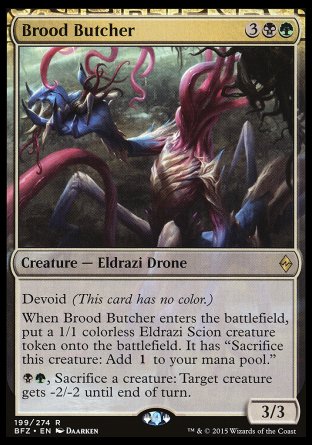 Brood Butcher 3
Creature — Eldrazi Drone
Devoid (This card has no color.)
When Brood Butcher enters the battlefield,
put a 1/1 colorless Eldrazi Scion creature
token onto the battlefield. It has “Sacrifice
this creature: Add 1 to your mana pool.”
, Sacrifice a creature: Target creature
gets -2/-2 until end of turn.
3/3
199/274 R
BFZ • EN DAARKEN
™ & © 2015 Wizards of the Coast